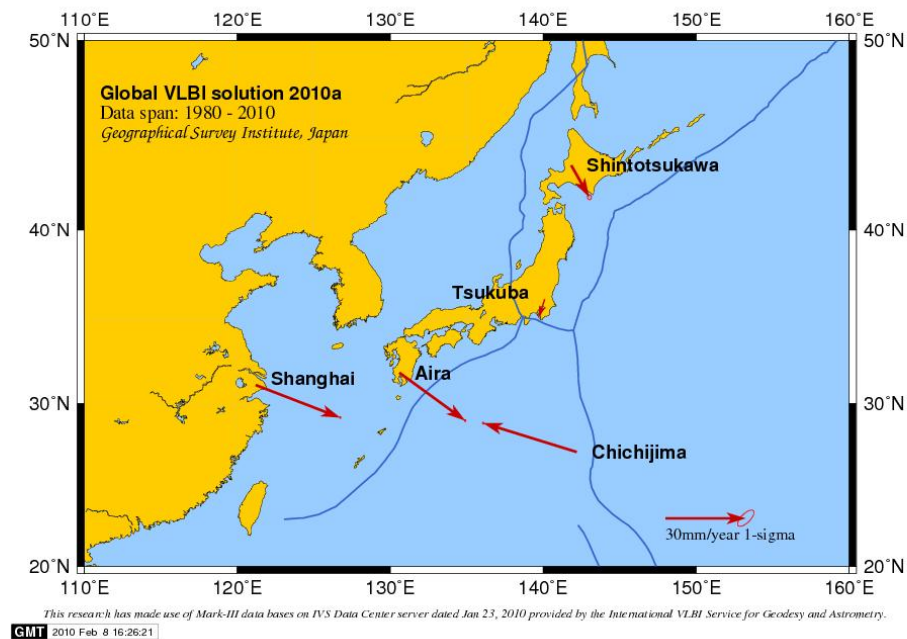 110˚E 120˚E 130˚E 140˚E 150˚E 160˚E
50˚N 50˚N
Global VLBI solution 2010a
Data span: 1980 - 2010
Geographical Survey Institute, Japan
Shintotsukawa
40˚N 40˚N
Tsukuba
Shanghai
Aira
30˚N 30˚N
Chichijima
30mm/year 1-sigma
20˚N 20˚N
110˚E 120˚E 130˚E 140˚E 150˚E 160˚E
This research has made use of Mark-III data bases on IVS Data Center server dated Jan 23, 2010 provided by the International VLBI Service for Geodesy and Astrometry.
GMT 2010 Feb 8 16:26:21